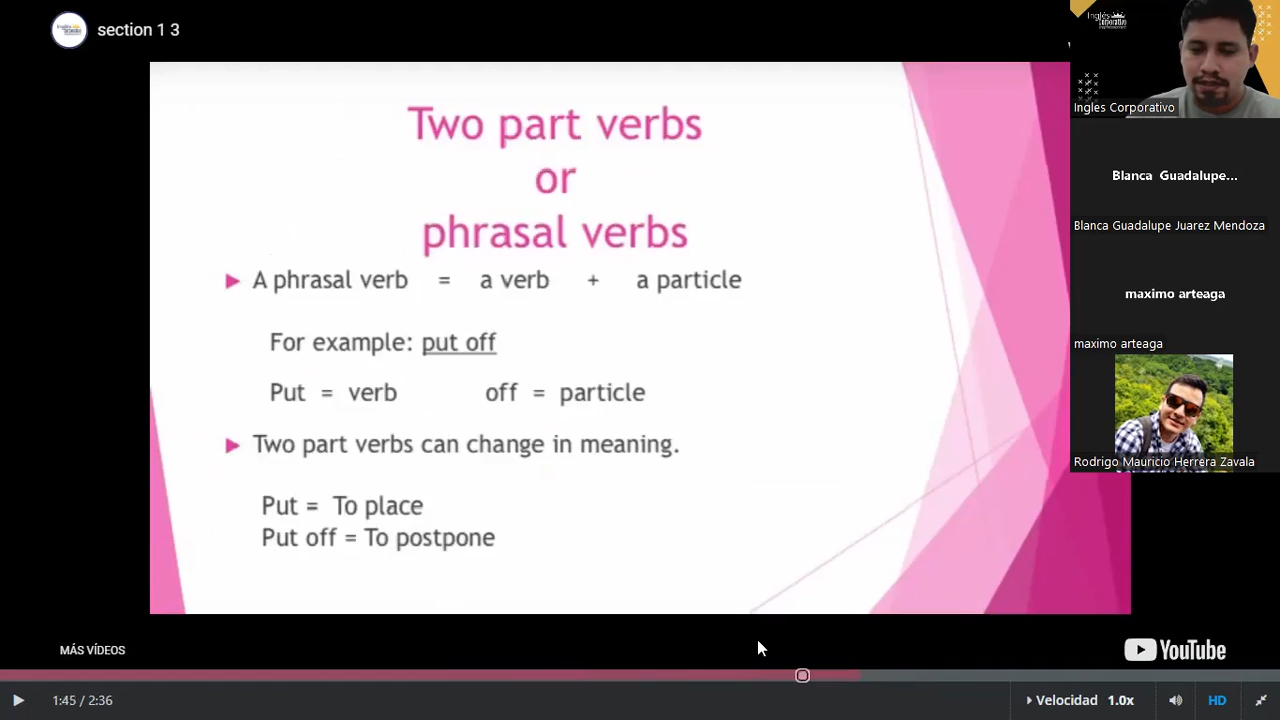 section 1 3
Inglés
Corporativo
Ingles Corporativo
Two part verbs
or
phrasal verbs
A phrasal verb = a verb + a particle
For example: put off
Put = verb off = particle
Two part verbs can change in meaning.
Put = To place
Put off = To postpone
Blanca Guadalupe...
Blanca Guadalupe Juarez Mendoza
maximo arteaga
maximo arteaga
Rodrigo Mauricio Herrera Zavala
MÁS VÍDEOS
YouTube
1:45 / 2:36
Velocidad 1.0x
HD